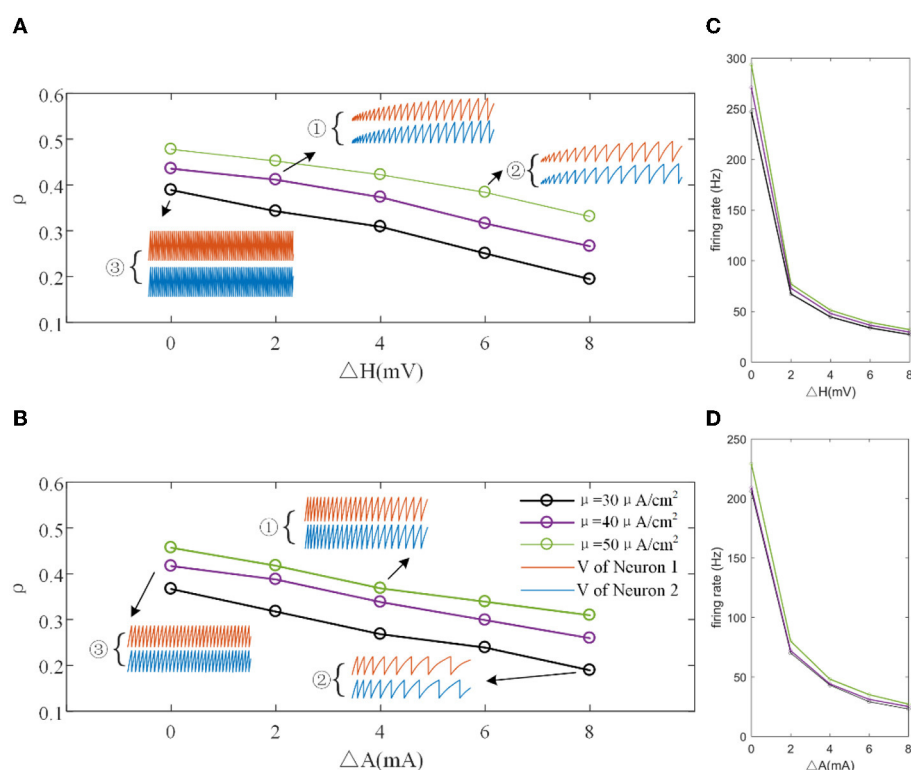 A
0.6
0.5
0.4
0.3
0.2
0.1
ρ
①
②
③
0 2 4 6 8
△H(mV)
C
300
250
200
150
100
50
0
firing rate (Hz)
0 2 4 6 8
△H(mV)
B
0.6
0.5
0.4
0.3
0.2
0.1
ρ
①
②
③
μ=30 μA/cm²
μ=40 μA/cm²
μ=50 μA/cm²
V of Neuron 1
V of Neuron 2
0 2 4 6 8
△A(mA)
D
250
200
150
100
50
0
firing rate (Hz)
0 2 4 6 8
△A(mA)